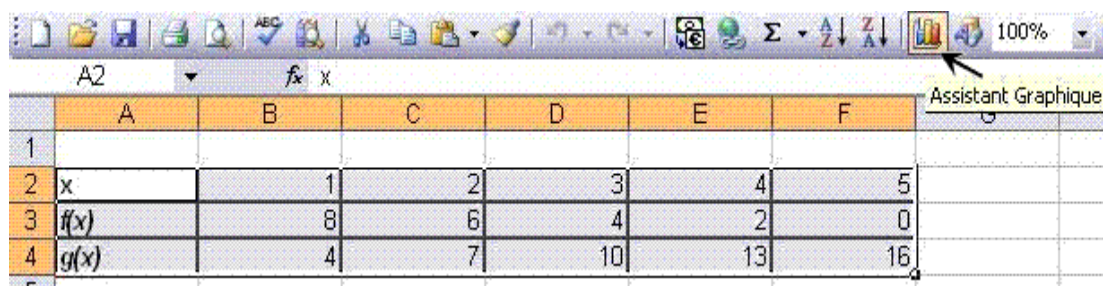 ABC Σ A Z Z A 100%
A2 fx x
Assistant Graphique
A B C D E F G
1
2 x 1 2 3 4 5
3 f(x) 8 6 4 2 0
4 g(x) 4 7 10 13 16